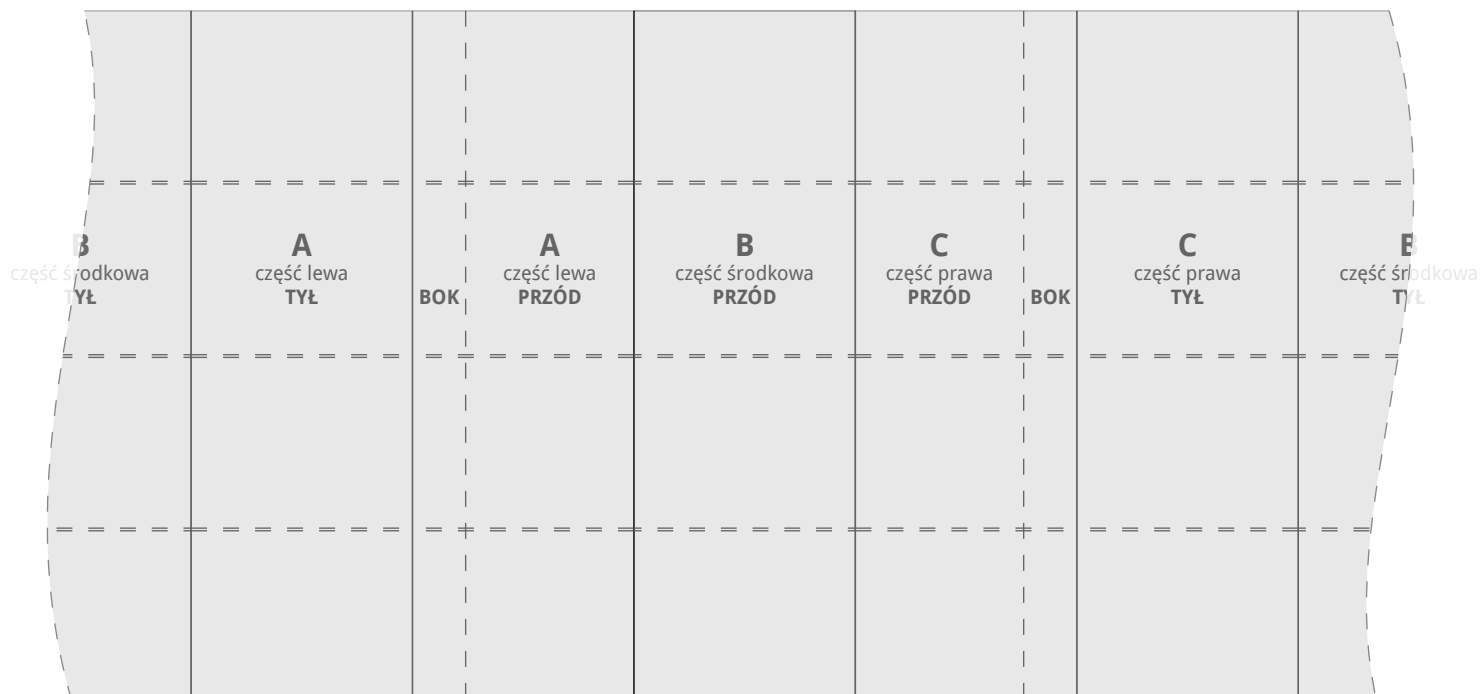 B
część środkowa
TYŁ
A
część lewa
TYŁ
BOK
A
część lewa
PRZÓD
B
część środkowa
PRZÓD
C
część prawa
PRZÓD
BOK
C
część prawa
TYŁ
B
część środkowa
TYŁ